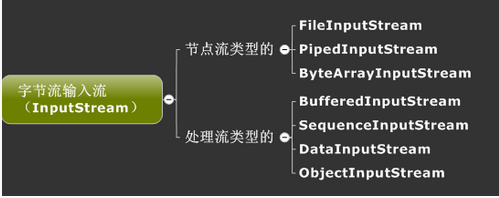 字节流输入流
（InputStream）
节点流类型的
FileInputStream
PipedInputStream
ByteArrayInputStream
处理流类型的
BufferedInputStream
SequenceInputStream
DataInputStream
ObjectInputStream